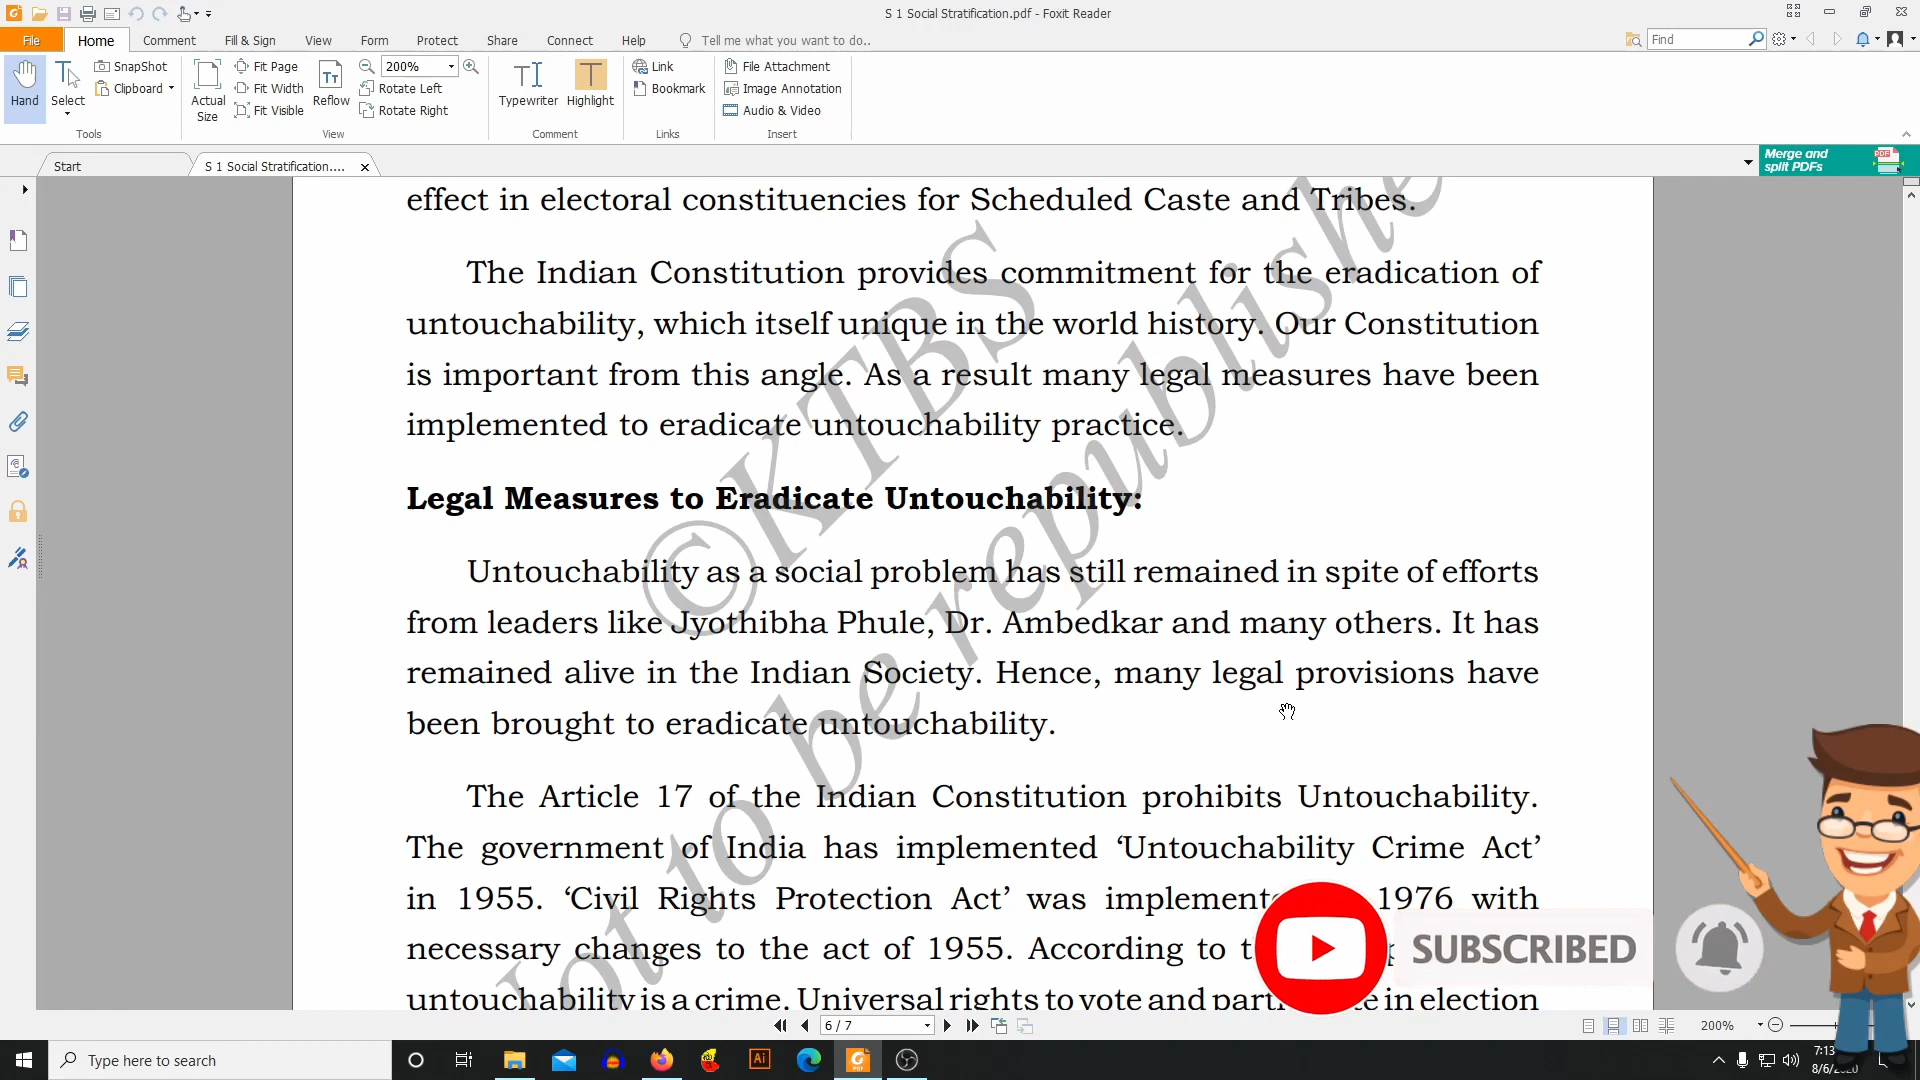 S 1 Social Stratification.pdf - Foxit Reader
File Home Comment Fill & Sign View Form Protect Share Connect Help Tell me what you want to do.. Find
Hand Select SnapShot Clipboard Actual Size Fit Page Fit Width Fit Visible Reflow 200% Rotate Left Rotate Right Typewriter Highlight Link Bookmark File Attachment Image Annotation Audio & Video
Tools View Comment Links Insert
Start S 1 Social Stratification.... Merge and split PDFs
effect in electoral constituencies for Scheduled Caste and Tribes.
The Indian Constitution provides commitment for the eradication of
untouchability, which itself unique in the world history. Our Constitution
is important from this angle. As a result many legal measures have been
implemented to eradicate untouchability practice.
Legal Measures to Eradicate Untouchability:
Untouchability as a social problem has still remained in spite of efforts
from leaders like Jyothibha Phule, Dr. Ambedkar and many others. It has
remained alive in the Indian Society. Hence, many legal provisions have
been brought to eradicate untouchability.
The Article 17 of the Indian Constitution prohibits Untouchability.
The government of India has implemented ‘Untouchability Crime Act’
in 1955. ‘Civil Rights Protection Act’ was 1976 with
necessary changes to the act of 1955. According to
untouchability is a crime. Universal rights to vote and in election
©KTBS
Not to be republishe
SUBSCRIBED
6 / 7 200%
Type here to search
7:13